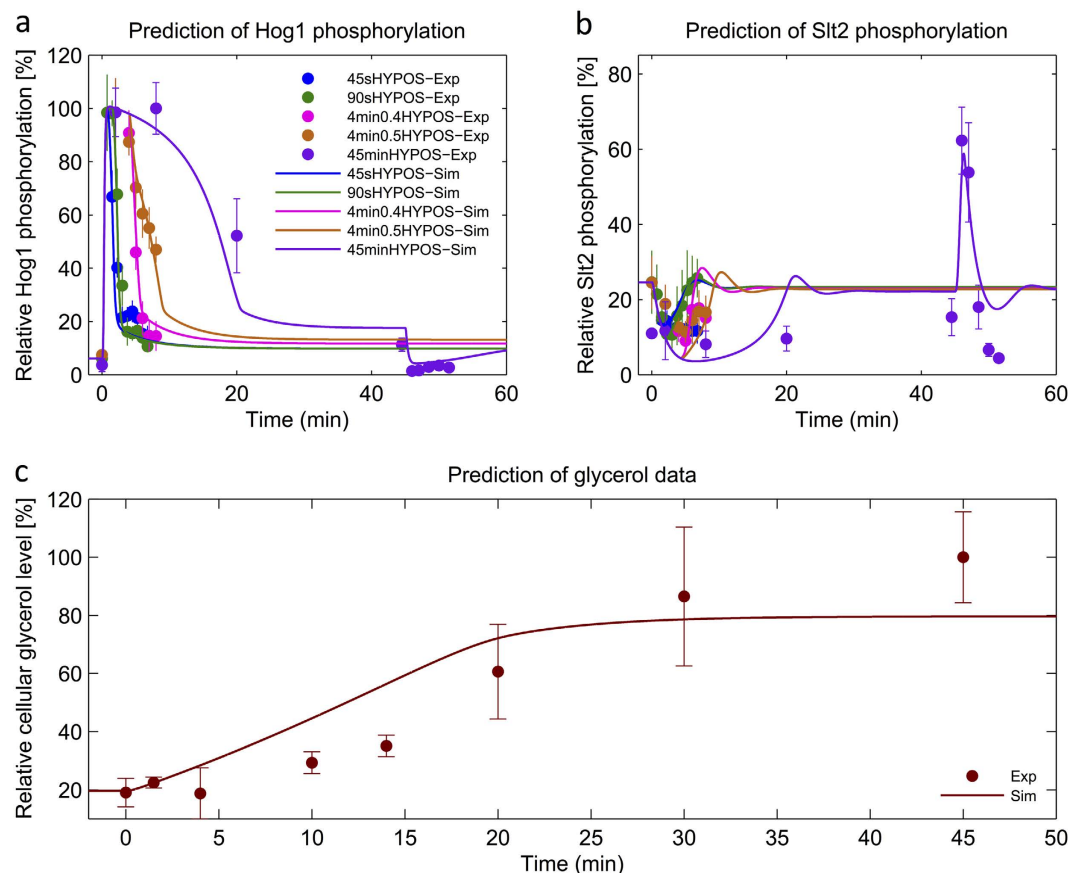 a
Prediction of Hog1 phosphorylation
Relative Hog1 phosphorylation [%]
120
100
80
60
40
20
0
45sHYPOS−Exp
90sHYPOS−Exp
4min0.4HYPOS−Exp
4min0.5HYPOS−Exp
45minHYPOS−Exp
45sHYPOS−Sim
90sHYPOS−Sim
4min0.4HYPOS−Sim
4min0.5HYPOS−Sim
45minHYPOS−Sim
0 20 40 60
Time (min)
b
Prediction of Slt2 phosphorylation
Relative Slt2 phosphorylation [%]
80
60
40
20
0
0 20 40 60
Time (min)
c
Prediction of glycerol data
Relative cellular glycerol level [%]
120
100
80
60
40
20
Exp
Sim
0 5 10 15 20 25 30 35 40 45 50
Time (min)